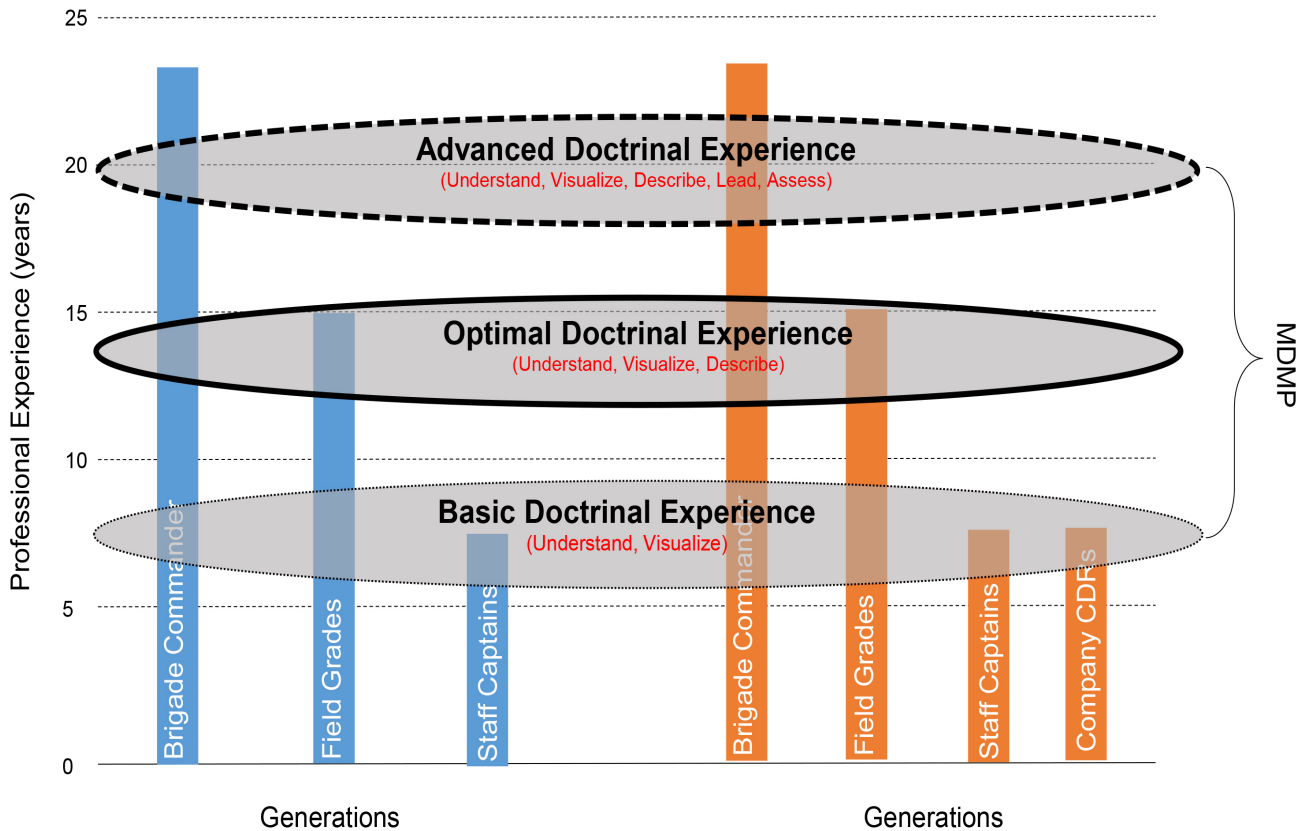 25
Advanced Doctrinal Experience
(Understand, Visualize, Describe, Lead, Assess)
20
Professional Experience (years)
15
Optimal Doctrinal Experience
(Understand, Visualize, Describe)
MDMP
10
Basic Doctrinal Experience
(Understand, Visualize)
5
Brigade Commander
Field Grades
Staff Captains
Brigade Commander
Field Grades
Staff Captains
Company CDRs
0
Generations
Generations